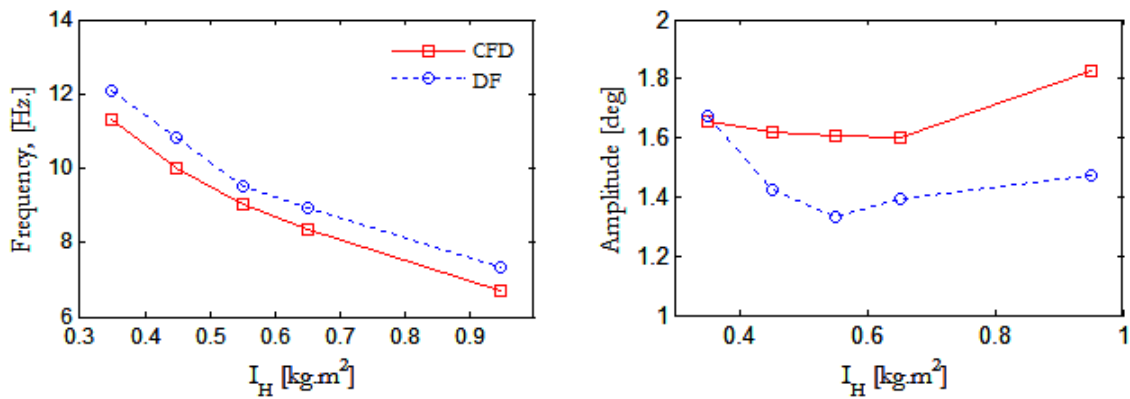 14
12
10
8
6
Frequency, [Hz.]
CFD
DF
0.3 0.4 0.5 0.6 0.7 0.8 0.9
I_H [kg.m²]
2
1.8
1.6
1.4
1.2
1
Amplitude [deg]
0.4 0.6 0.8 1
I_H [kg.m²]